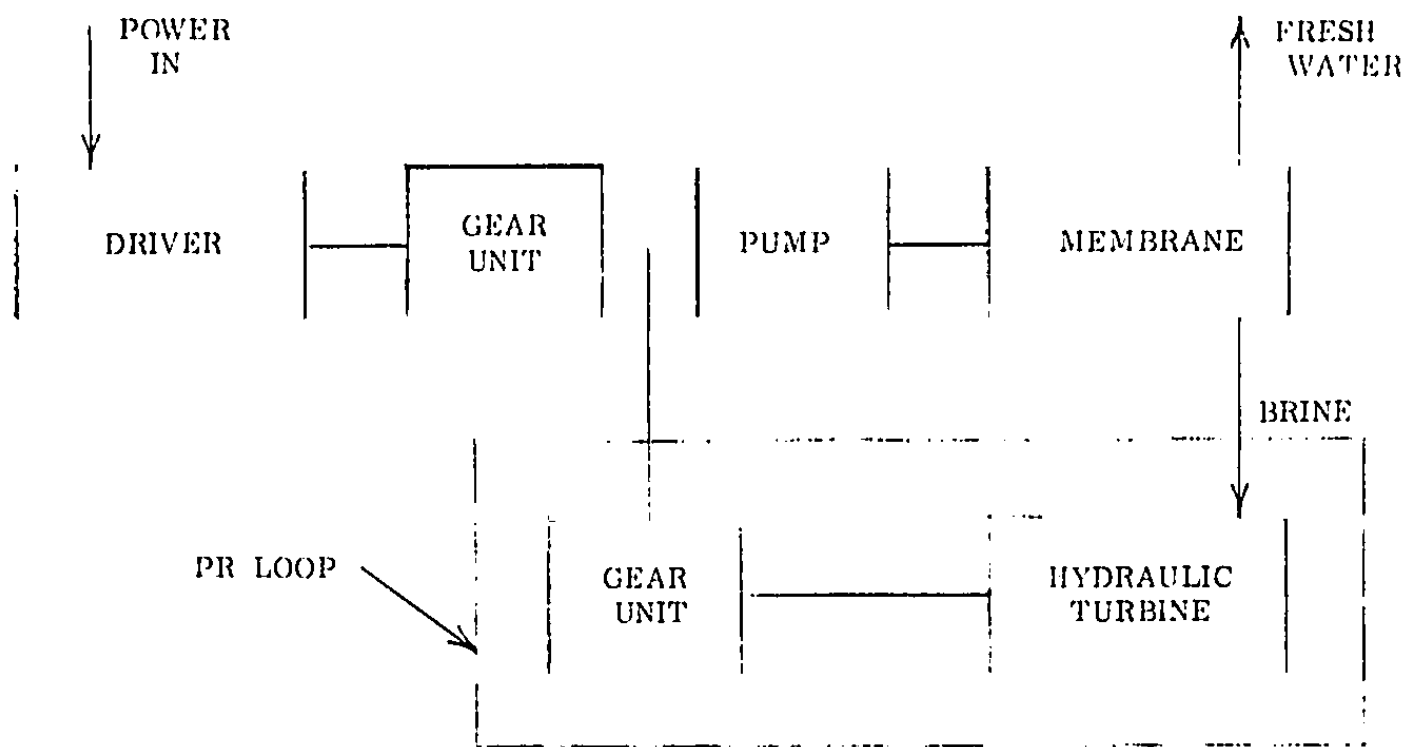 POWER
IN
FRESH
WATER
DRIVER
GEAR
UNIT
PUMP
MEMBRANE
BRINE
PR LOOP
GEAR
UNIT
HYDRAULIC
TURBINE